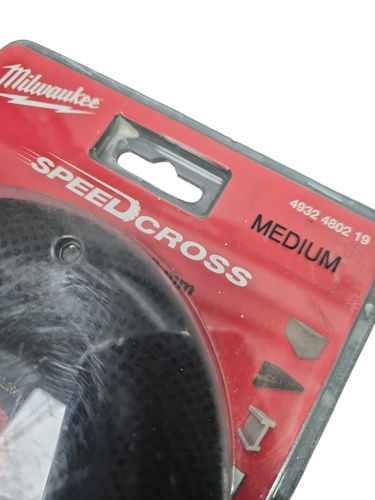 Milwaukee
SPEEDCROSS
4932 4802 19
MEDIUM